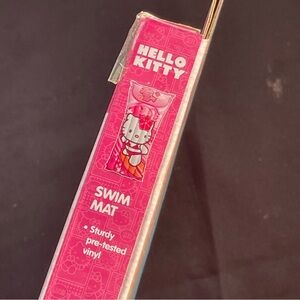 HELLO
KITTY
SWIM
MAT
• Sturdy
pre-tested
vinyl